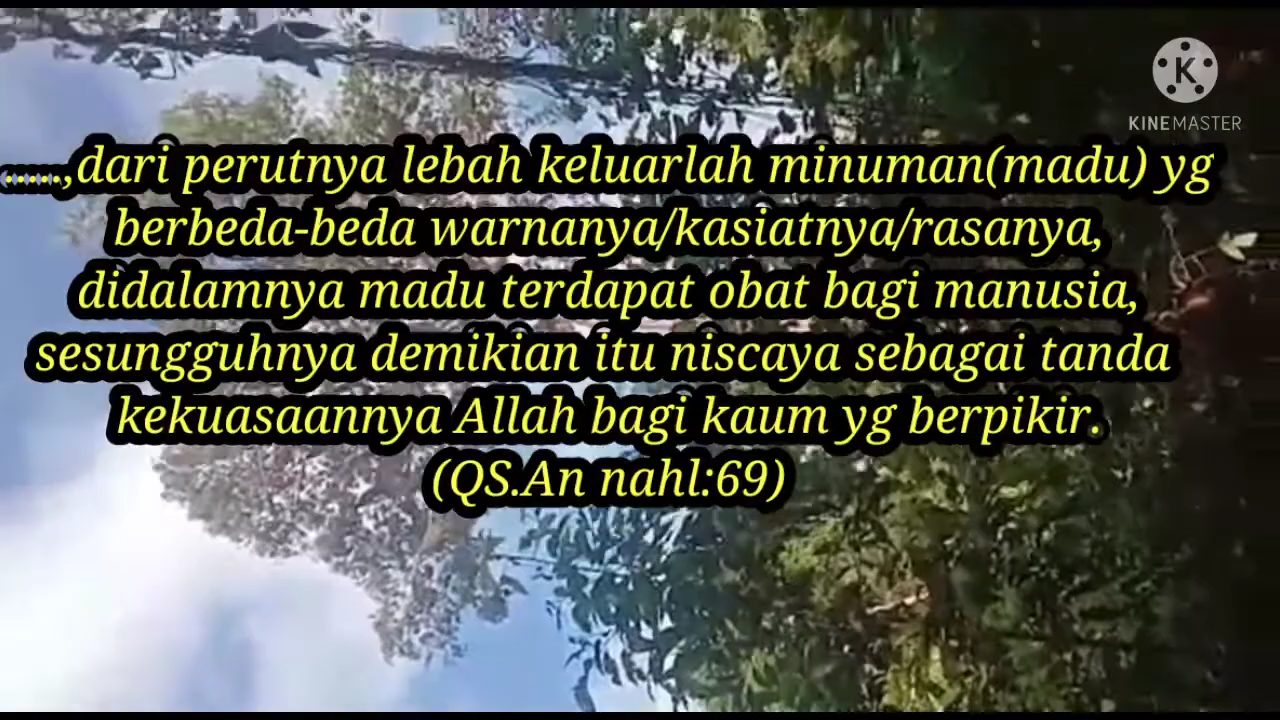 K
KINEMASTER
.....,dari perutnya lebah keluarlah minuman(madu) yg
berbeda-beda warnanya/kasiatnya/rasanya,
didalamnya madu terdapat obat bagi manusia,
sesungguhnya demikian itu niscaya sebagai tanda
kekuasaannya Allah bagi kaum yg berpikir.
(QS.An nahl:69)